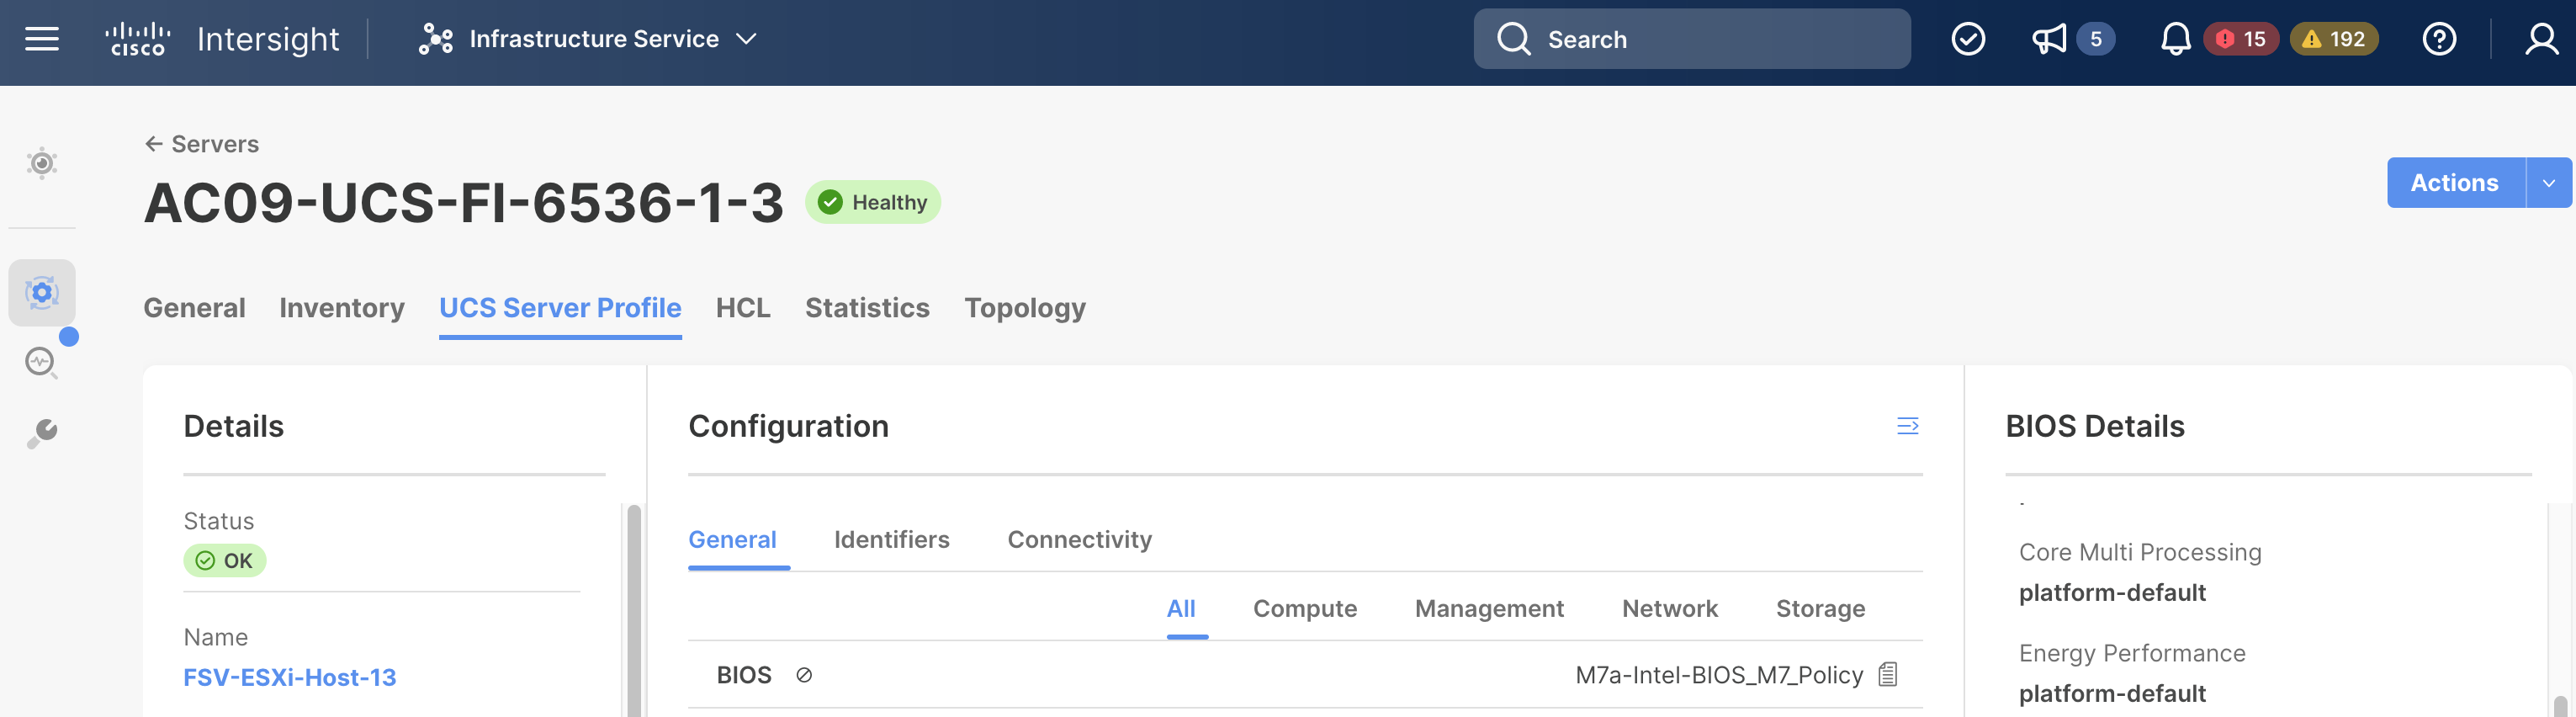 cisco Intersight Infrastructure Service Search 5 15 192
Servers
AC09-UCS-FI-6536-1-3 Healthy
Actions
General Inventory UCS Server Profile HCL Statistics Topology
Details
Status
OK
Name
FSV-ESXi-Host-13
Configuration
General Identifiers Connectivity
All Compute Management Network Storage
BIOS M7a-Intel-BIOS_M7_Policy
BIOS Details
Core Multi Processing
platform-default
Energy Performance
platform-default